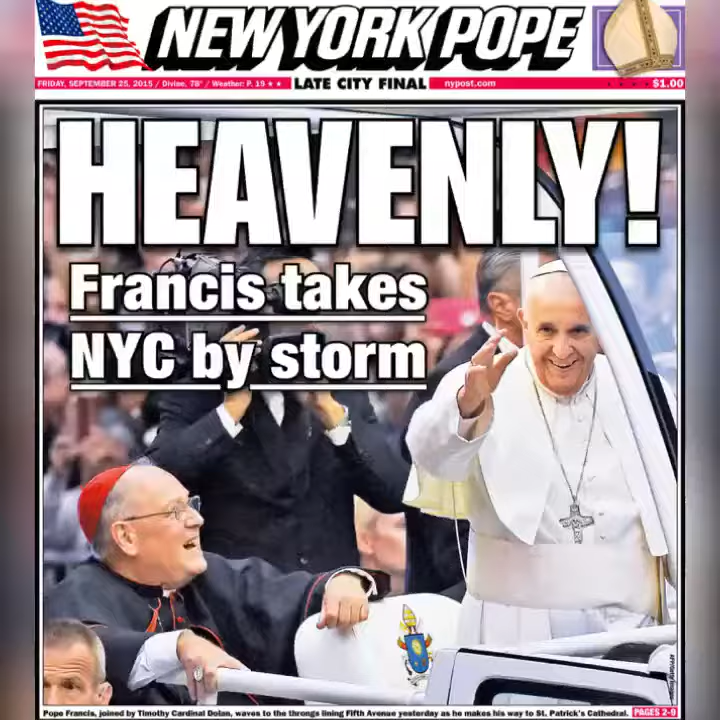 NEW YORK POPE
FRIDAY, SEPTEMBER 25, 2015 / Divine, 78° / Weather: P. 19 ★ ★ LATE CITY FINAL nypost.com $1.00
HEAVENLY!
Francis takes
NYC by storm
Pope Francis, joined by Timothy Cardinal Dolan, waves to the throngs lining Fifth Avenue yesterday as he makes his way to St. Patrick's Cathedral. PAGES 2-9